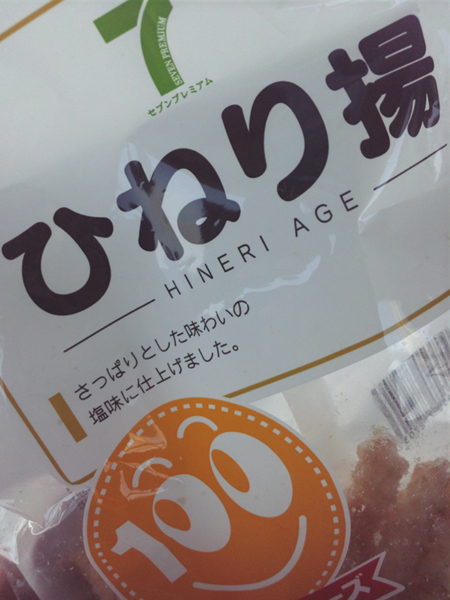 7
SEVEN PREMIUM
セブンプレミアム
ひねり揚
HINERI AGE
さっぱりとした味わいの
塩味に仕上げました。
100
ーズ